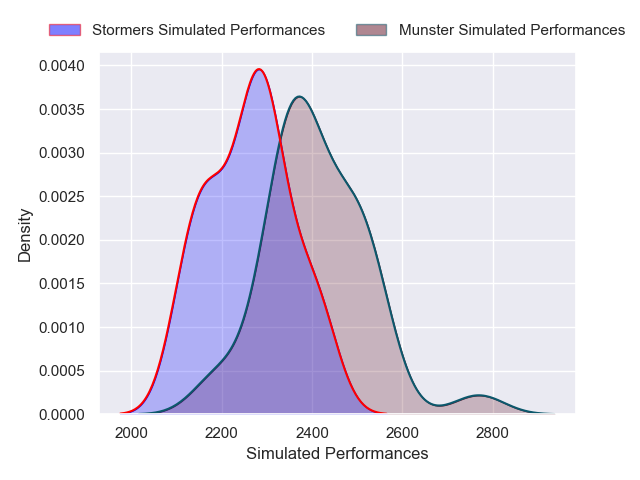 Stormers Simulated Performances Munster Simulated Performances
0.0040
0.0035
0.0030
0.0025
0.0020
0.0015
0.0010
0.0005
0.0000
Density
2000 2200 2400 2600 2800
Simulated Performances